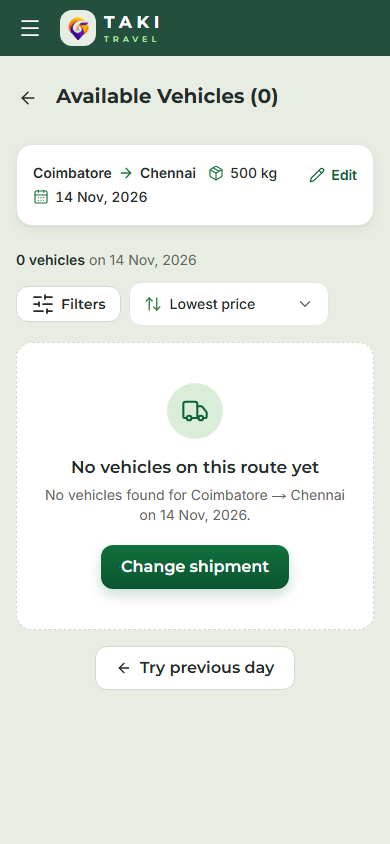 TAKI
TRAVEL
Available Vehicles (0)
Coimbatore → Chennai 500 kg Edit
14 Nov, 2026
0 vehicles on 14 Nov, 2026
Filters Lowest price
No vehicles on this route yet
No vehicles found for Coimbatore → Chennai
on 14 Nov, 2026.
Change shipment
← Try previous day